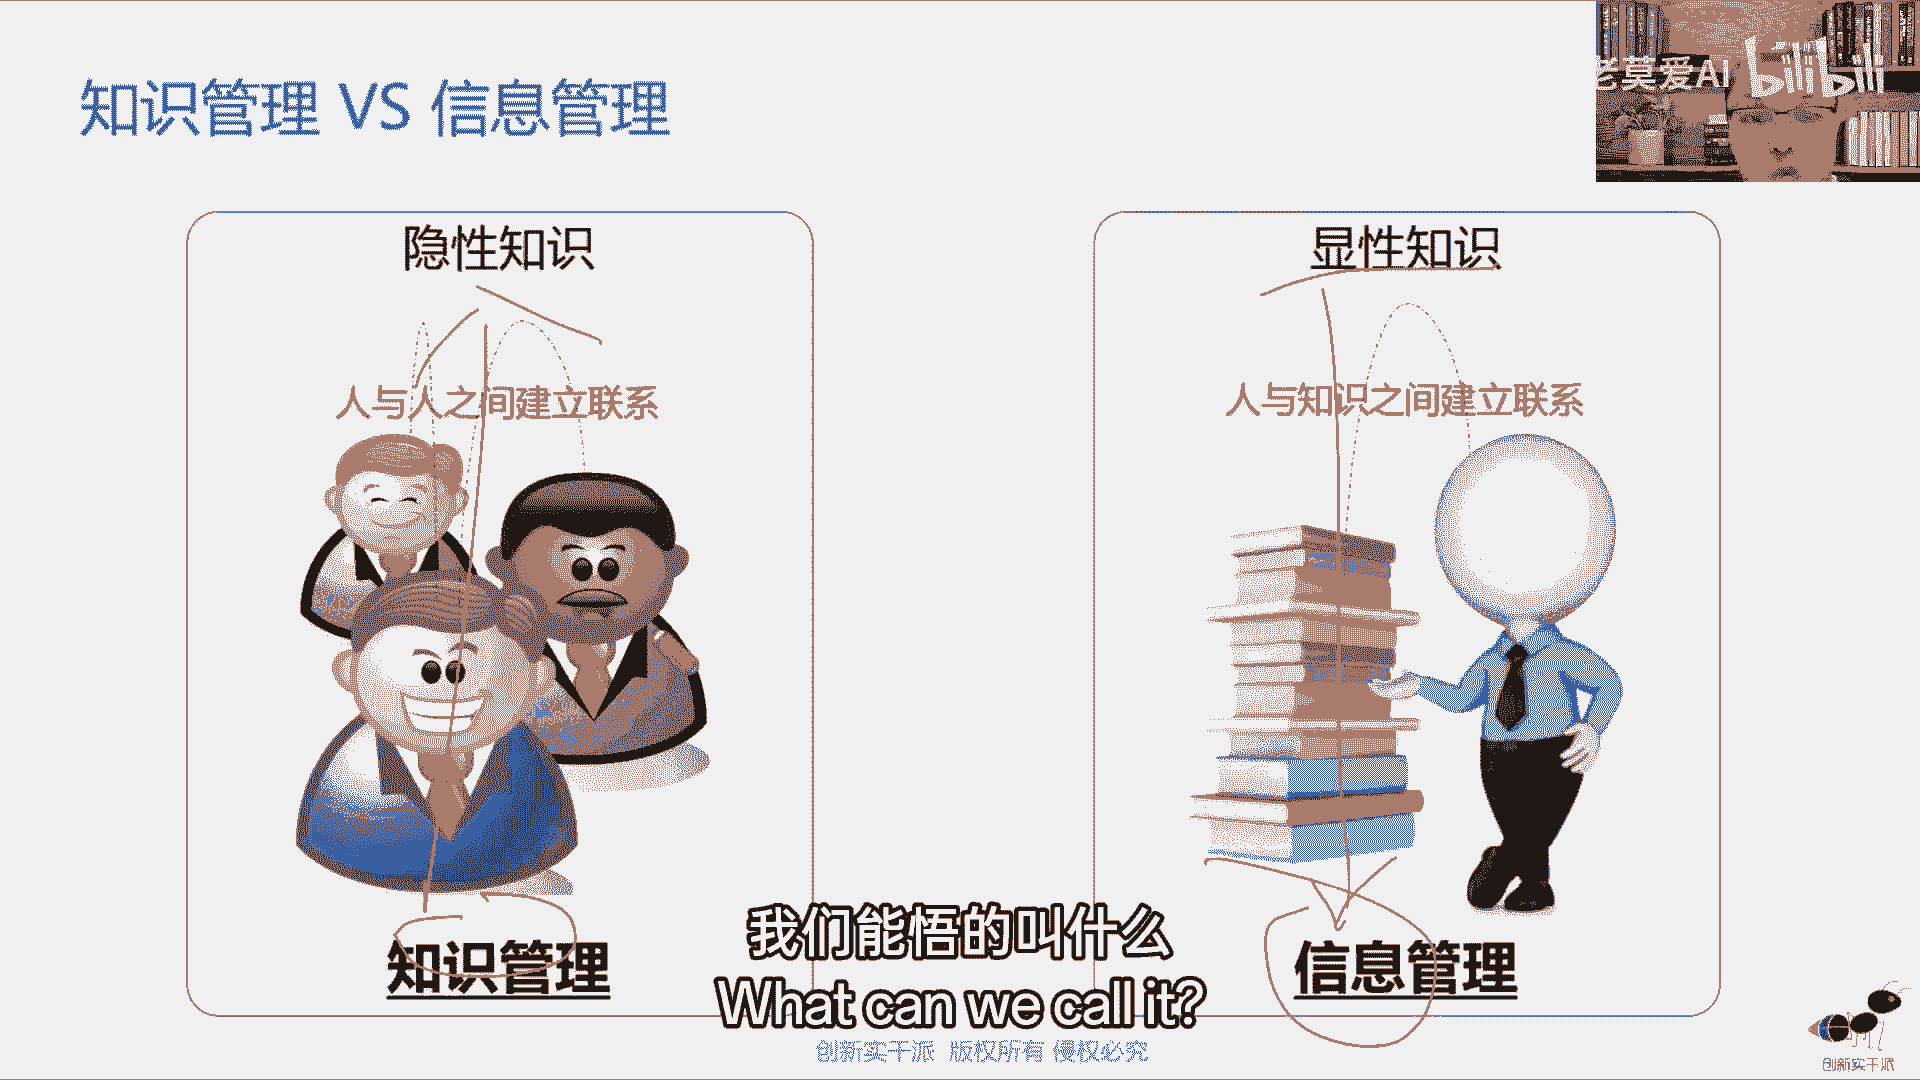 老莫爱AI bilibili
知识管理 VS 信息管理
隐性知识
人与人之间建立联系
知识管理
显性知识
人与知识之间建立联系
信息管理
我们能悟的叫什么
What can we call it?
创新实干派 版权所有 侵权必究
创新实干派